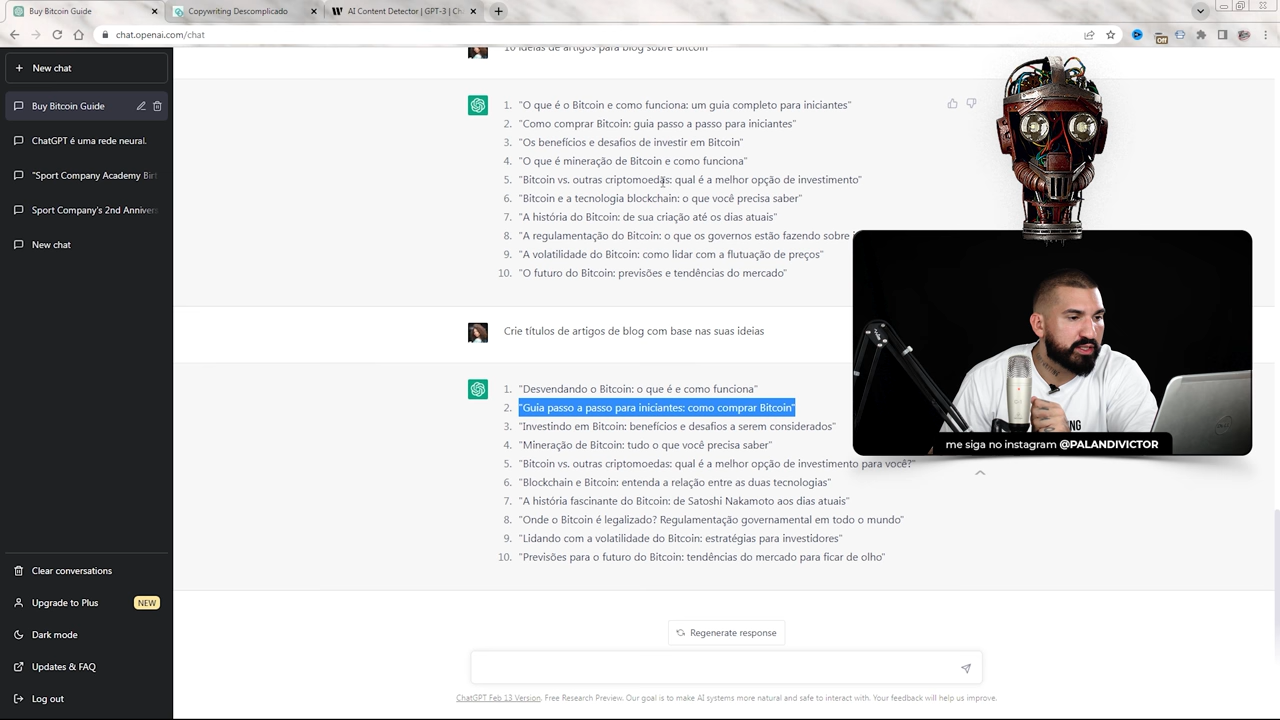 Buy Bitcoin Guide
Copywriting Descomplicado
AI Content Detector | GPT-3 | Ch
chat.openai.com/chat
Off
New chat
Buy Bitcoin Guide
ChatGPT é uma rede neural.
"Sport Company Academy Birt
"Sport Company's 2nd Annivers
New chat
10 ideias de artigos para blog sobre bitcoin
1. "O que é o Bitcoin e como funciona: um guia completo para iniciantes"
2. "Como comprar Bitcoin: guia passo a passo para iniciantes"
3. "Os benefícios e desafios de investir em Bitcoin"
4. "O que é mineração de Bitcoin e como funciona"
5. "Bitcoin vs. outras criptomoedas: qual é a melhor opção de investimento"
6. "Bitcoin e a tecnologia blockchain: o que você precisa saber"
7. "A história do Bitcoin: de sua criação até os dias atuais"
8. "A regulamentação do Bitcoin: o que os governos estão fazendo sobre
9. "A volatilidade do Bitcoin: como lidar com a flutuação de preços"
10. "O futuro do Bitcoin: previsões e tendências do mercado"
Crie títulos de artigos de blog com base nas suas ideias
1. "Desvendando o Bitcoin: o que é e como funciona"
2. "Guia passo a passo para iniciantes: como comprar Bitcoin"
3. "Investindo em Bitcoin: benefícios e desafios a serem considerados"
4. "Mineração de Bitcoin: tudo o que você precisa saber"
5. "Bitcoin vs. outras criptomoedas: qual é a melhor opção de investimento para você?"
6. "Blockchain e Bitcoin: entenda a relação entre as duas tecnologias"
7. "A história fascinante do Bitcoin: de Satoshi Nakamoto aos dias atuais"
8. "Onde o Bitcoin é legalizado? Regulamentação governamental em todo o mundo"
9. "Lidando com a volatilidade do Bitcoin: estratégias para investidores"
10. "Previsões para o futuro do Bitcoin: tendências do mercado para ficar de olho"
me siga no instagram @PALANDIVICTOR
Clear conversations
Upgrade to Plus NEW
Dark mode
Updates & FAQ
Log out
Regenerate response
ChatGPT Feb 13 Version. Free Research Preview. Our goal is to make AI systems more natural and safe to interact with. Your feedback will help us improve.